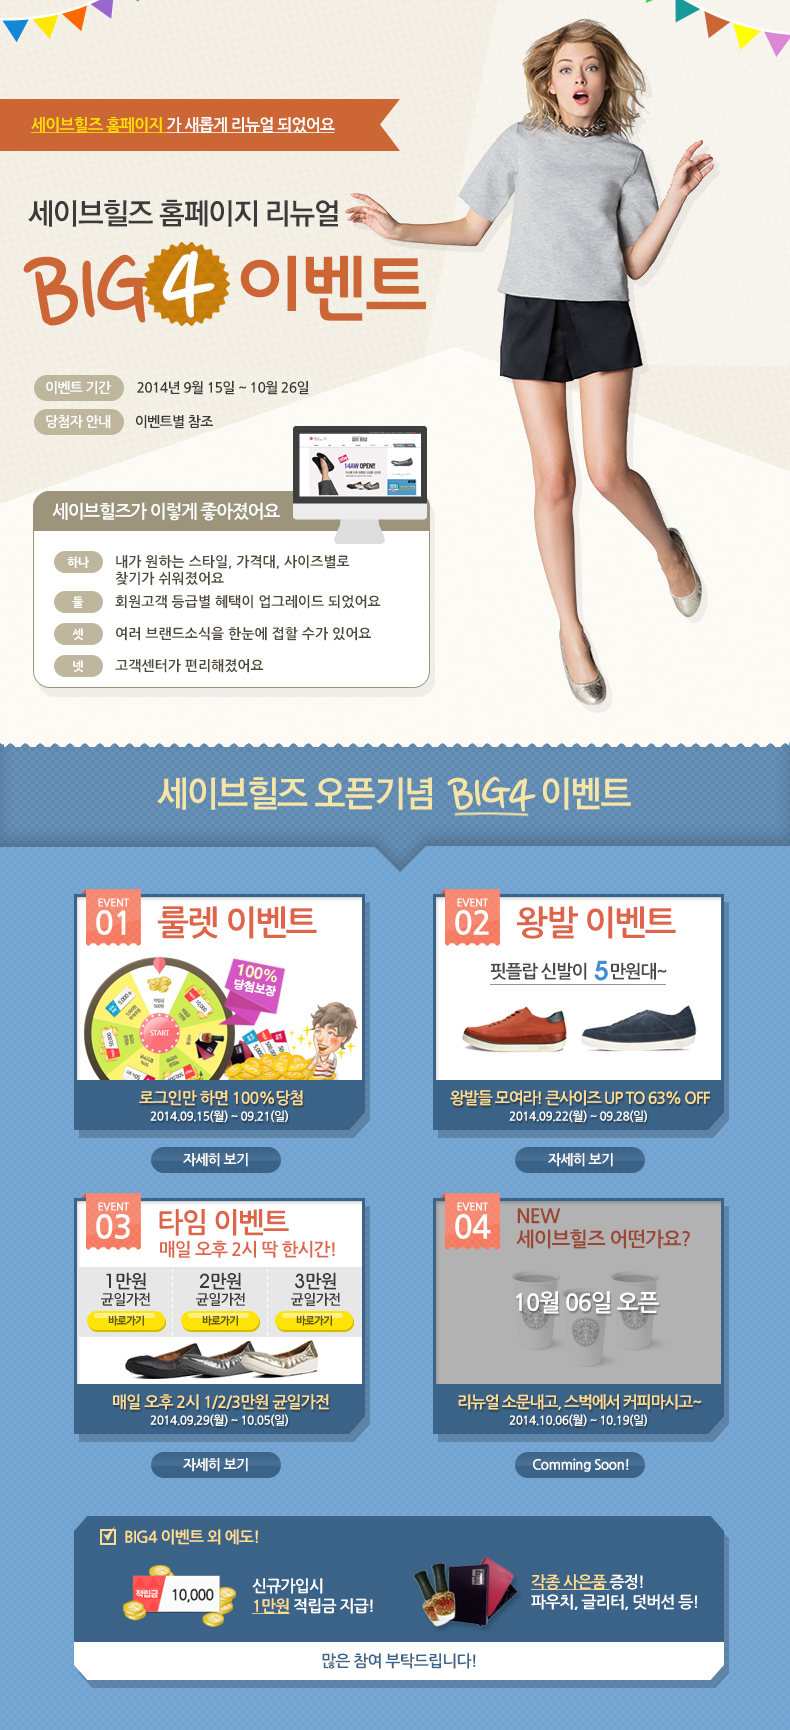 세이브힐즈 홈페이지 가 새롭게 리뉴얼 되었어요
세이브힐즈 홈페이지 리뉴얼
BIG4 이벤트
이벤트 기간 2014년 9월 15일 ~ 10월 26일
당첨자 안내 이벤트별 참조
14AW OPEN!
세이브힐즈가 이렇게 좋아졌어요
하나 내가 원하는 스타일, 가격대, 사이즈별로
찾기가 쉬워졌어요
둘 회원고객 등급별 혜택이 업그레이드 되었어요
셋 여러 브랜드소식을 한눈에 접할 수가 있어요
넷 고객센터가 편리해졌어요
세이브힐즈 오픈기념 BIG4 이벤트
EVENT
01 룰렛 이벤트
100%
당첨보장
START
로그인만 하면 100%당첨
2014.09.15(월) ~ 09.21(일)
자세히 보기
EVENT
02 왕발 이벤트
핏플랍 신발이 5만원대~
왕발들 모여라! 큰사이즈 UP TO 63% OFF
2014.09.22(월) ~ 09.28(일)
자세히 보기
EVENT
03 타임 이벤트
매일 오후 2시 딱 한시간!
1만원 2만원 3만원
균일가전 균일가전 균일가전
바로가기 바로가기 바로가기
매일 오후 2시 1/2/3만원 균일가전
2014.09.29(월) ~ 10.05(일)
자세히 보기
EVENT
04 NEW
세이브힐즈 어떤가요?
10월 06일 오픈
리뉴얼 소문내고, 스벅에서 커피마시고~
2014.10.06(월) ~ 10.19(일)
Comming Soon!
BIG4 이벤트 외 에도!
적립금 10,000
신규가입시
1만원 적립금 지급!
각종 사은품 증정!
파우치, 글리터, 덧버선 등!
많은 참여 부탁드립니다!